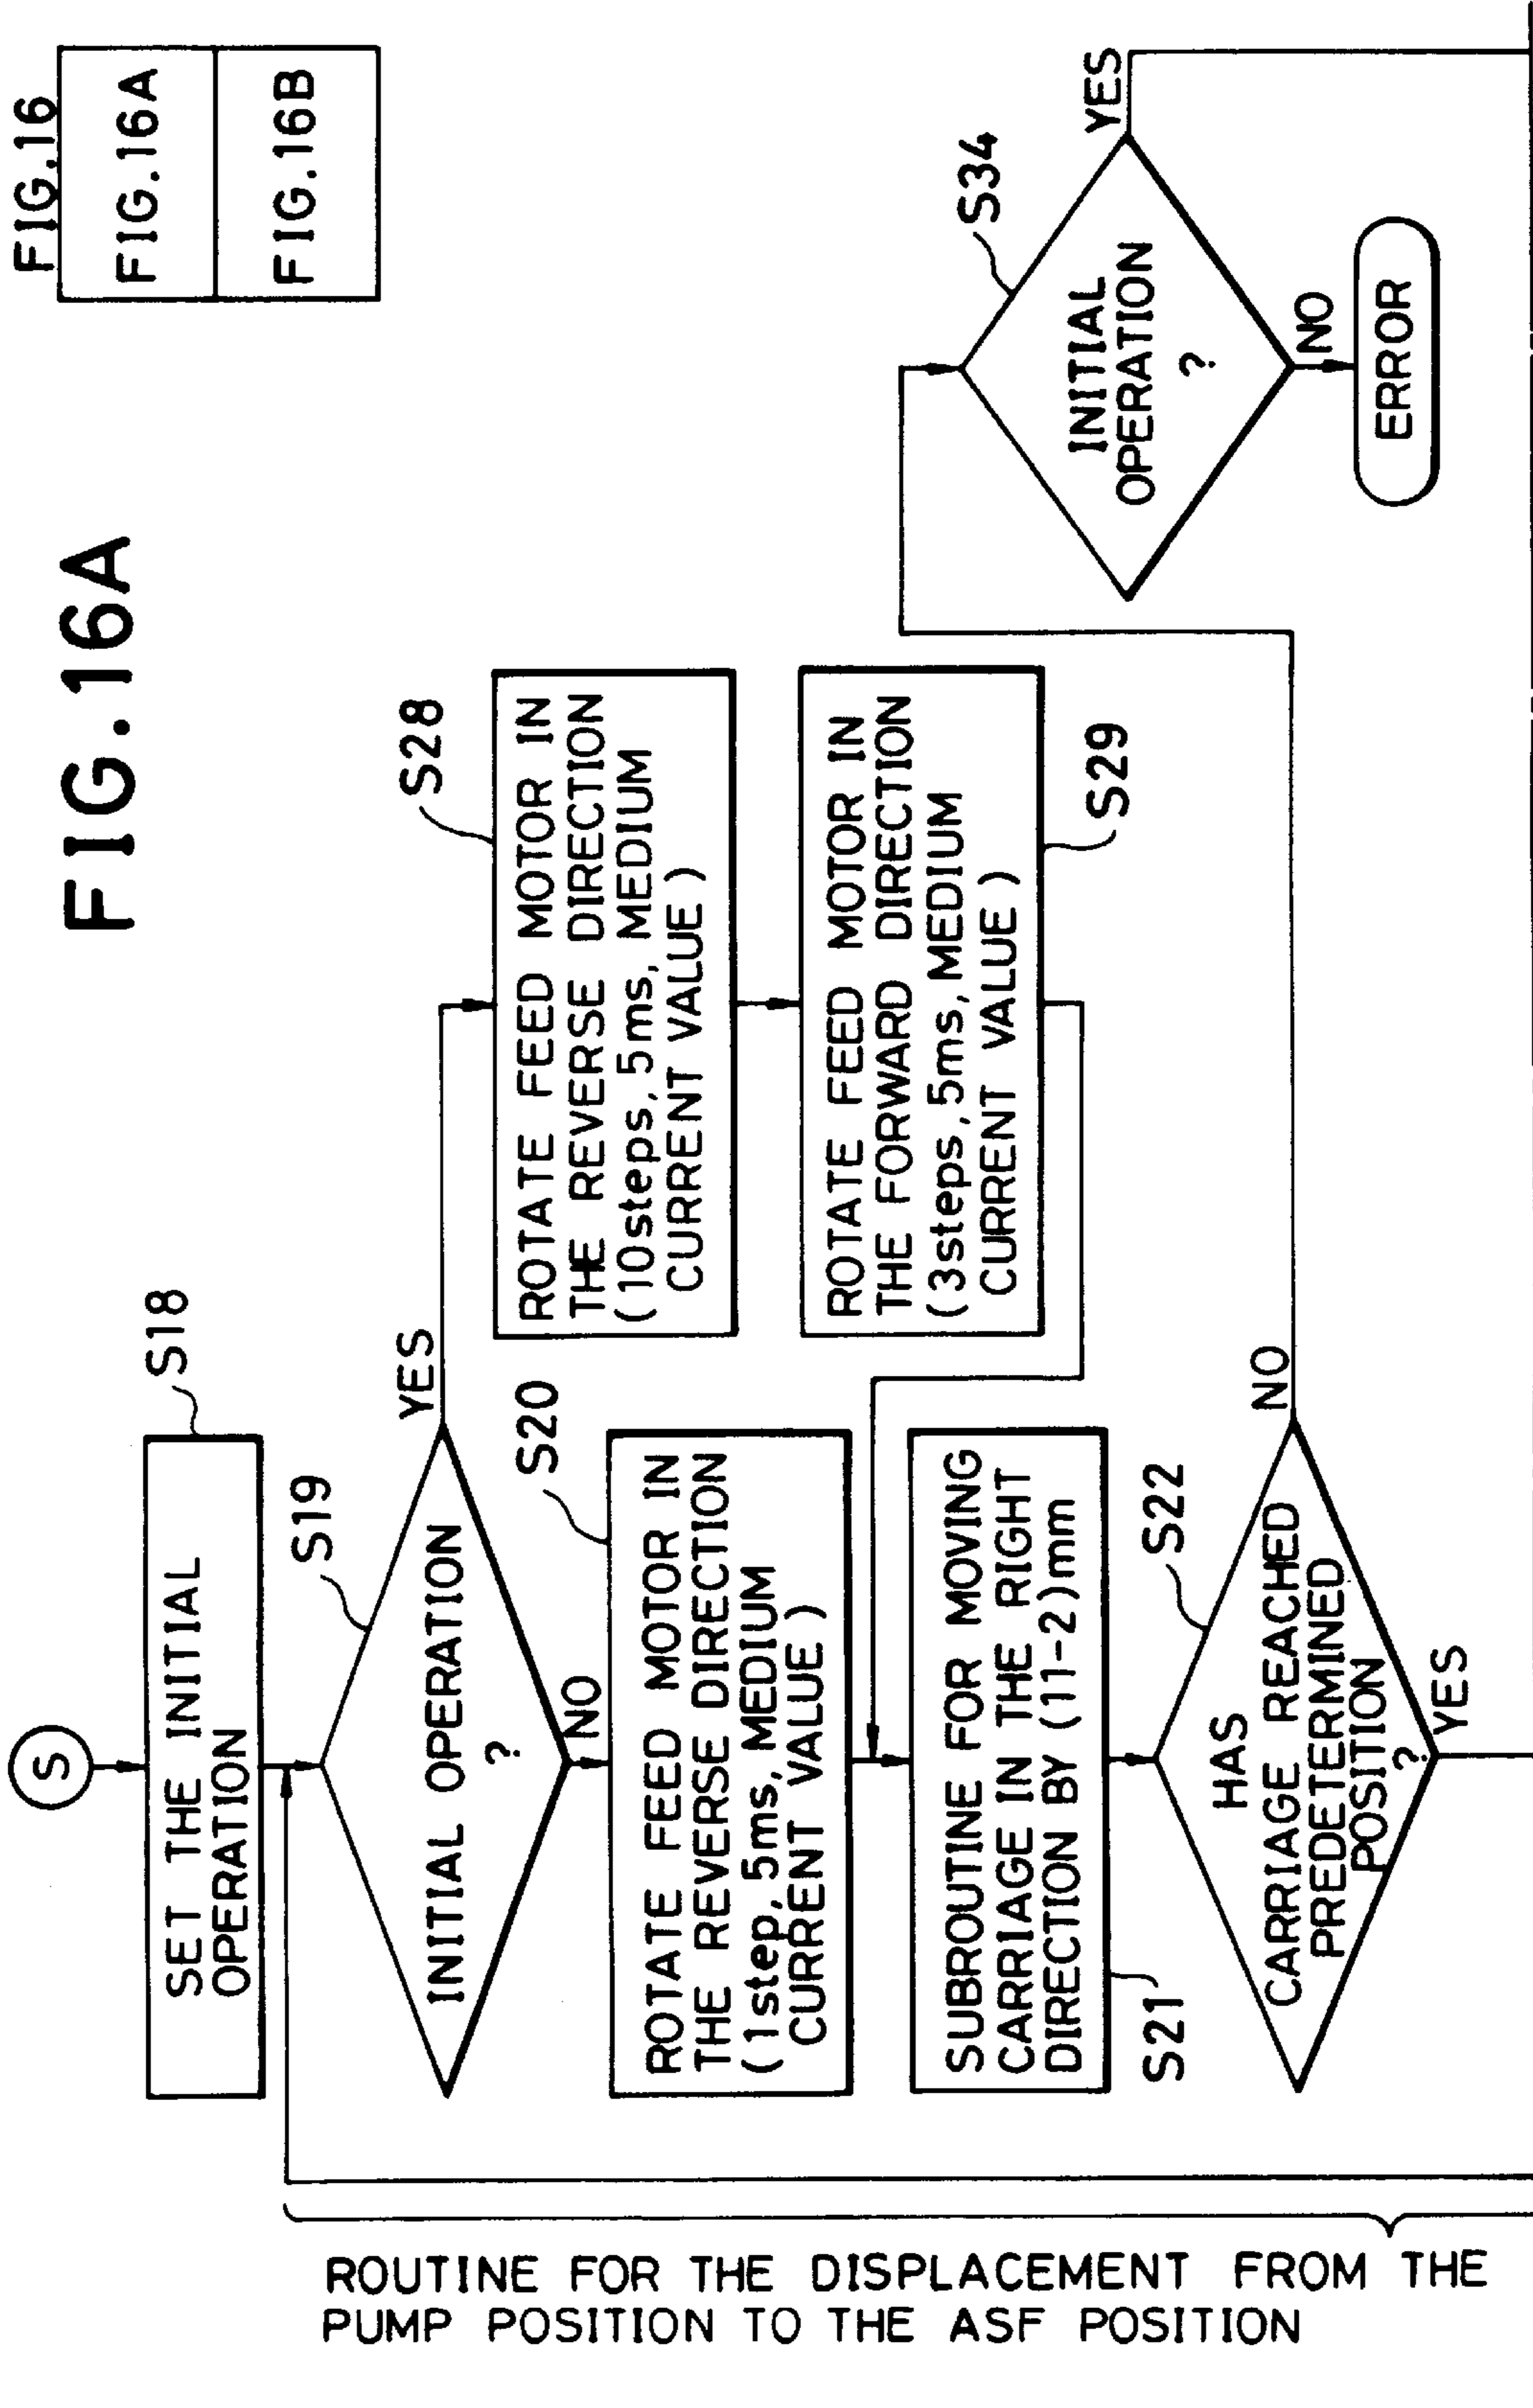 FIG.16
FIG.16A
FIG.16B
FIG.16A
S
SET THE INITIAL
OPERATION
S18
S19
INITIAL OPERATION
?
YES
NO
S20
ROTATE FEED MOTOR IN
THE REVERSE DIRECTION
(1step, 5ms, MEDIUM
CURRENT VALUE)
S28
ROTATE FEED MOTOR IN
THE REVERSE DIRECTION
(10steps, 5ms, MEDIUM
CURRENT VALUE)
ROTATE FEED MOTOR IN
THE FORWARD DIRECTION
(3steps, 5ms, MEDIUM
CURRENT VALUE)
S29
SUBROUTINE FOR MOVING
CARRIAGE IN THE RIGHT
DIRECTION BY (11-2)mm
S21
S22
HAS
CARRIAGE REACHED
PREDETERMINED
POSITION
?
NO
YES
S34
INITIAL
OPERATION
?
YES
NO
ERROR
ROUTINE FOR THE DISPLACEMENT FROM THE
PUMP POSITION TO THE ASF POSITION